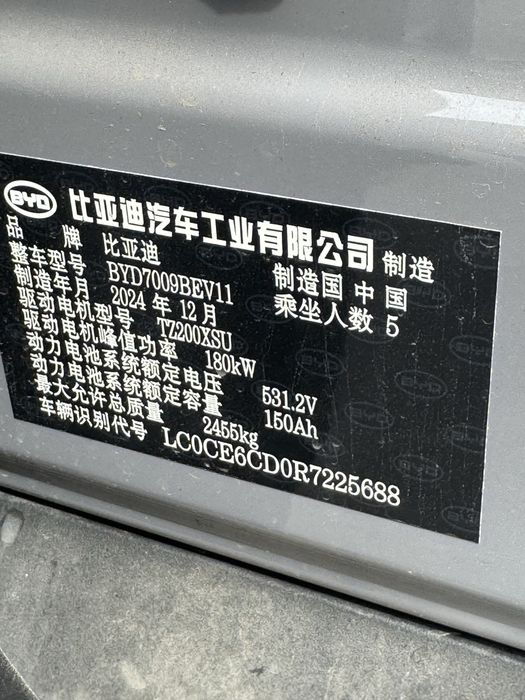 BYD 比亚迪汽车工业有限公司 制造
品牌 比亚迪 制造国 中国
整车型号 BYD7009BEV11 乘坐人数 5
制造年月 2024 年 12 月
驱动电机型号 TZ200XSU
驱动电机峰值功率 180kW
动力电池系统额定电压 531.2V
动力电池系统额定容量 150Ah
最大允许总质量 2455kg
车辆识别代号 LC0CE6CD0R7225688